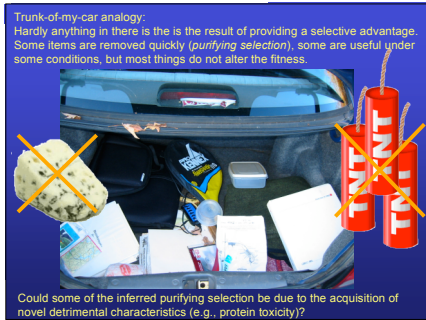 Trunk-of-my-car analogy:
Hardly anything in there is the is the result of providing a selective advantage.
Some items are removed quickly (purifying selection), some are useful under
some conditions, but most things do not alter the fitness.
TNT
TNT
TNT
Could some of the inferred purifying selection be due to the acquisition of
novel detrimental characteristics (e.g., protein toxicity)?